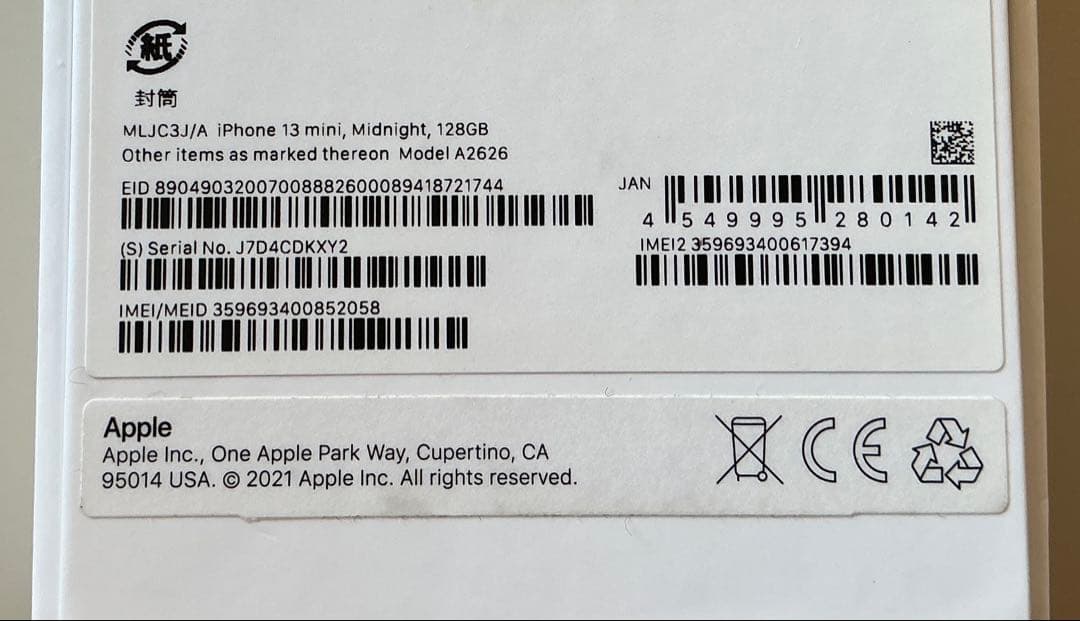 紙
封筒
MLJC3J/A iPhone 13 mini, Midnight, 128GB
Other items as marked thereon Model A2626
EID 89049032007008882600089418721744
JAN
4 549995 280142
(S) Serial No. J7D4CDKXY2
IMEI2 359693400617394
IMEI/MEID 359693400852058
Apple
Apple Inc., One Apple Park Way, Cupertino, CA
95014 USA. © 2021 Apple Inc. All rights reserved.
CE